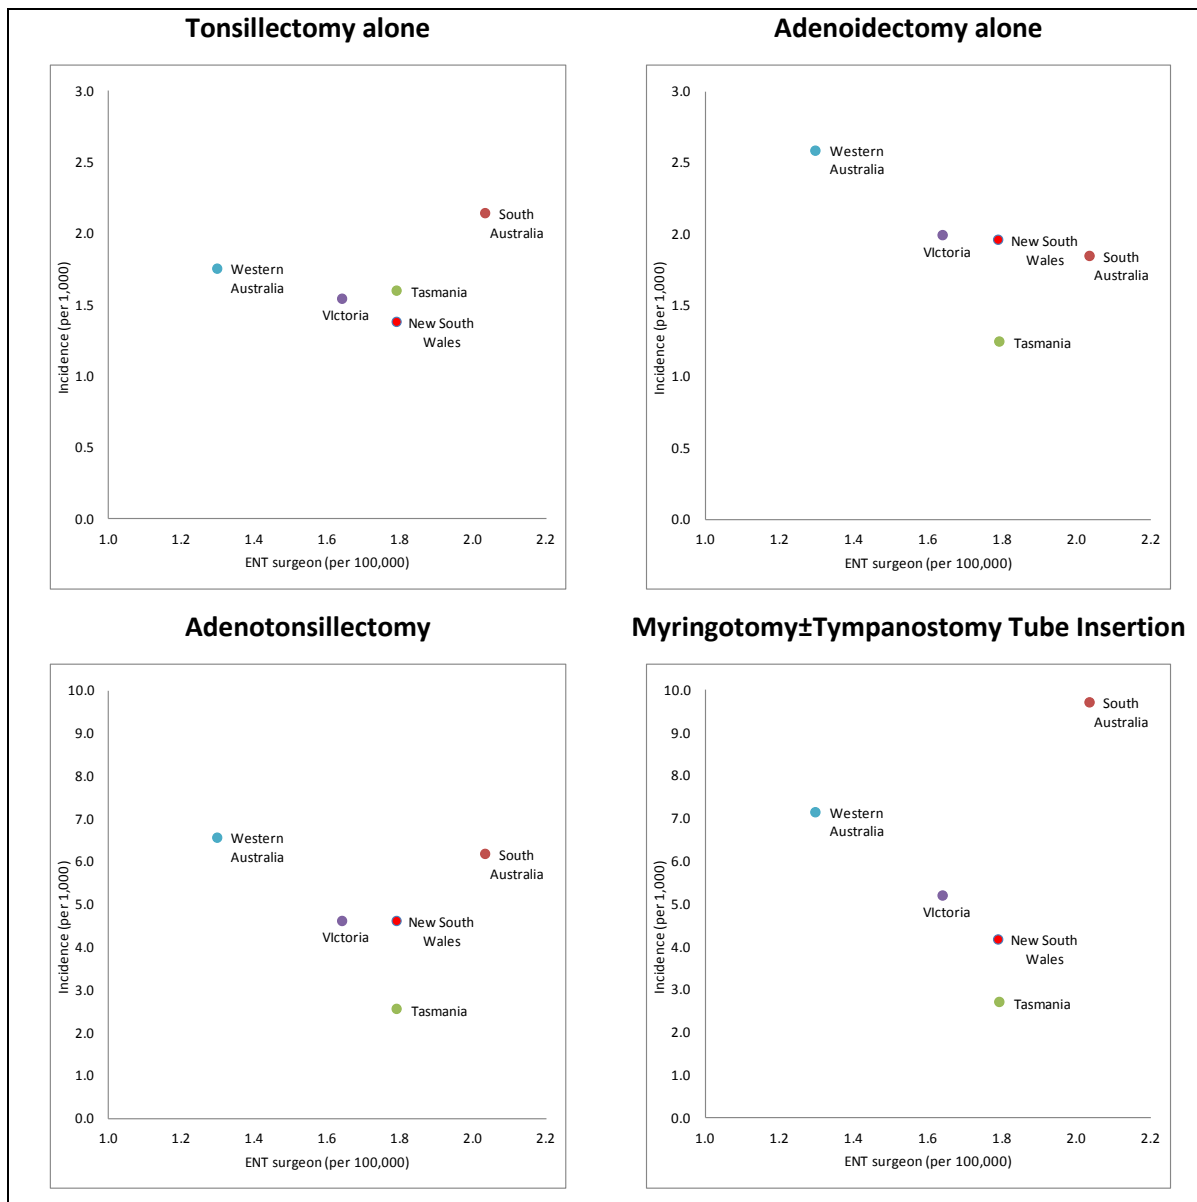 Tonsillectomy alone
3.0
2.5
2.0
1.5
1.0
0.5
0.0
Incidence (per 1,000)
South
Australia
Western
Australia
Tasmania
VIctoria
New South
Wales
1.0 1.2 1.4 1.6 1.8 2.0 2.2
ENT surgeon (per 100,000)
Adenoidectomy alone
3.0
2.5
2.0
1.5
1.0
0.5
0.0
Incidence (per 1,000)
Western
Australia
VIctoria
New South
Wales
South
Australia
Tasmania
1.0 1.2 1.4 1.6 1.8 2.0 2.2
ENT surgeon (per 100,000)
Adenotonsillectomy
10.0
9.0
8.0
7.0
6.0
5.0
4.0
3.0
2.0
1.0
0.0
Incidence (per 1,000)
Western
Australia
South
Australia
VIctoria
New South
Wales
Tasmania
1.0 1.2 1.4 1.6 1.8 2.0 2.2
ENT surgeon (per 100,000)
Myringotomy±Tympanostomy Tube Insertion
10.0
9.0
8.0
7.0
6.0
5.0
4.0
3.0
2.0
1.0
0.0
Incidence (per 1,000)
South
Australia
Western
Australia
VIctoria
New South
Wales
Tasmania
1.0 1.2 1.4 1.6 1.8 2.0 2.2
ENT surgeon (per 100,000)